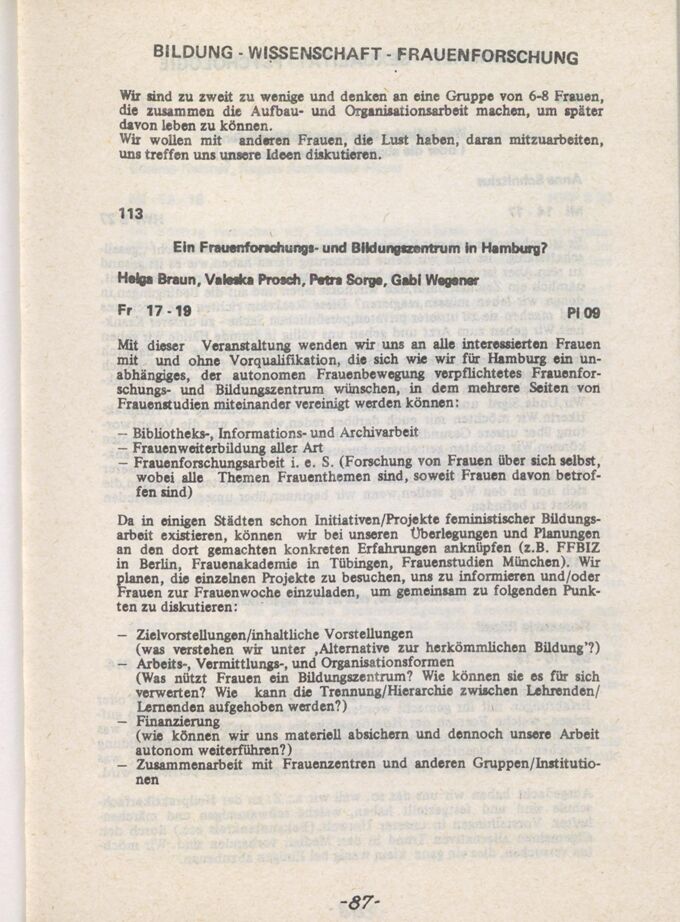 BILDUNG - WISSENSCHAFT - FRAUENFORSCHUNG
Wir sind zu zweit zu wenige und denken an eine Gruppe von 6-8 Frauen,
die zusammen die Aufbau- und Organisationsarbeit machen, um später
davon leben zu können.
Wir wollen mit anderen Frauen, die Lust haben, daran mitzuarbeiten,
uns treffen uns unsere Ideen diskutieren.
113
Ein Frauenforschungs- und Bildungszentrum in Hamburg?
Helga Braun, Valeska Prosch, Petra Sorge, Gabi Wegener
Fr 17 - 19 PI 09
Mit dieser Veranstaltung wenden wir uns an alle interessierten Frauen
mit und ohne Vorqualifikation, die sich wie wir für Hamburg ein un-
abhängiges, der autonomen Frauenbewegung verpflichtetes Frauenfor-
schungs- und Bildungszentrum wünschen, in dem mehrere Seiten von
Frauenstudien miteinander vereinigt werden können:
– Bibliotheks-, Informations- und Archivarbeit
– Frauenweiterbildung aller Art
– Frauenforschungsarbeit i. e. S. (Forschung von Frauen über sich selbst,
wobei alle Themen Frauenthemen sind, soweit Frauen davon betrof-
fen sind)
Da in einigen Städten schon Initiativen/Projekte feministischer Bildungs-
arbeit existieren, können wir bei unseren Überlegungen und Planungen
an den dort gemachten konkreten Erfahrungen anknüpfen (z.B. FFBIZ
in Berlin, Frauenakademie in Tübingen, Frauenstudien München). Wir
planen, die einzelnen Projekte zu besuchen, uns zu informieren und/oder
Frauen zur Frauenwoche einzuladen, um gemeinsam zu folgenden Punk-
ten zu diskutieren:
– Zielvorstellungen/inhaltliche Vorstellungen
(was verstehen wir unter ‚Alternative zur herkömmlichen Bildung'?)
– Arbeits-, Vermittlungs-, und Organisationsformen
(Was nützt Frauen ein Bildungszentrum? Wie können sie es für sich
verwerten? Wie kann die Trennung/Hierarchie zwischen Lehrenden/
Lernenden aufgehoben werden?)
– Finanzierung
(wie können wir uns materiell absichern und dennoch unsere Arbeit
autonom weiterführen?)
– Zusammenarbeit mit Frauenzentren und anderen Gruppen/Institutio-
nen
-87-